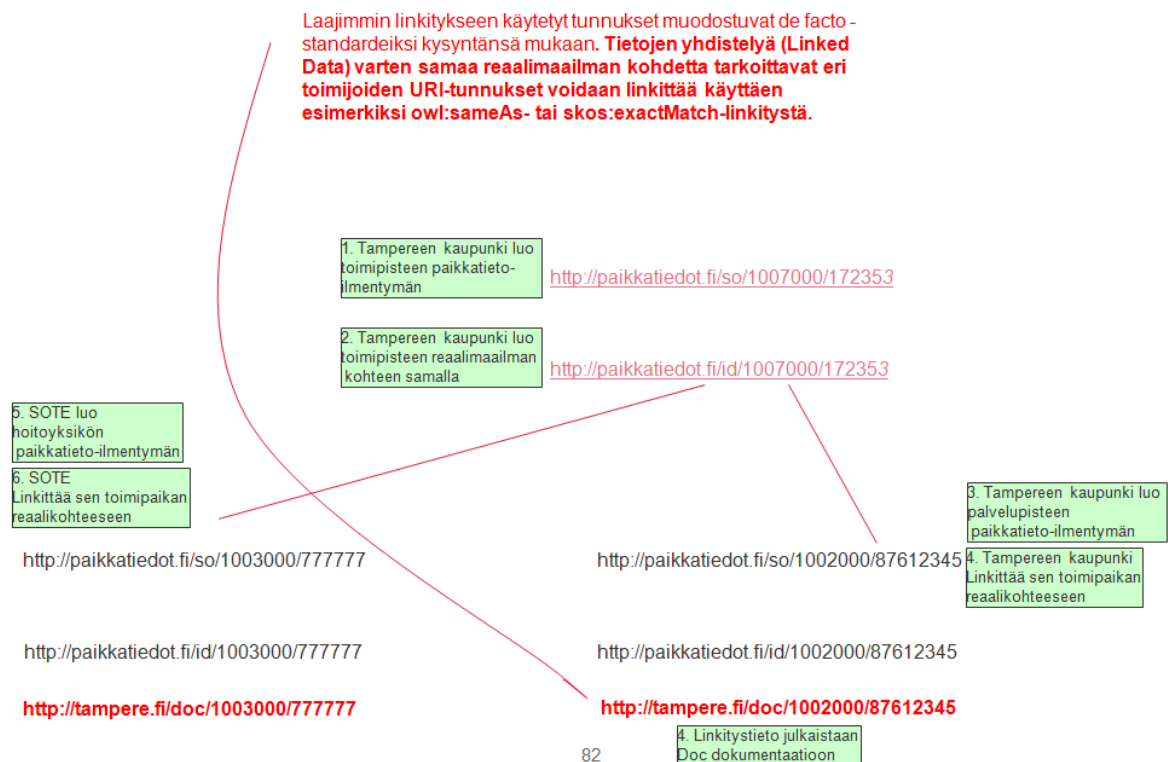 Laajimmin linkitykseen käytetyt tunnukset muodostuvat de facto -
standardeiksi kysyntänsä mukaan. Tietojen yhdistelyä (Linked
Data) varten samaa reaalimaailman kohdetta tarkoittavat eri
toimijoiden URI-tunnukset voidaan linkittää käyttäen
esimerkiksi owl:sameAs- tai skos:exactMatch-linkitystä.
1. Tampereen kaupunki luo
toimipisteen paikkatieto-
ilmentymän
http://paikkatiedot.fi/so/1007000/172353
2. Tampereen kaupunki luo
toimipisteen reaalimaailman
kohteen samalla
http://paikkatiedot.fi/id/1007000/172353
5. SOTE luo
hoitoyksikön
paikkatieto-ilmentymän
6. SOTE
Linkittää sen toimipaikan
reaalikohteeseen
3. Tampereen kaupunki luo
palvelupisteen
paikkatieto-ilmentymän
4. Tampereen kaupunki
Linkittää sen toimipaikan
reaalikohteeseen
http://paikkatiedot.fi/so/1003000/777777
http://paikkatiedot.fi/so/1002000/87612345
http://paikkatiedot.fi/id/1003000/777777
http://paikkatiedot.fi/id/1002000/87612345
http://tampere.fi/doc/1003000/777777
http://tampere.fi/doc/1002000/87612345
4. Linkitystieto julkaistaan
Doc dokumentaatioon
82